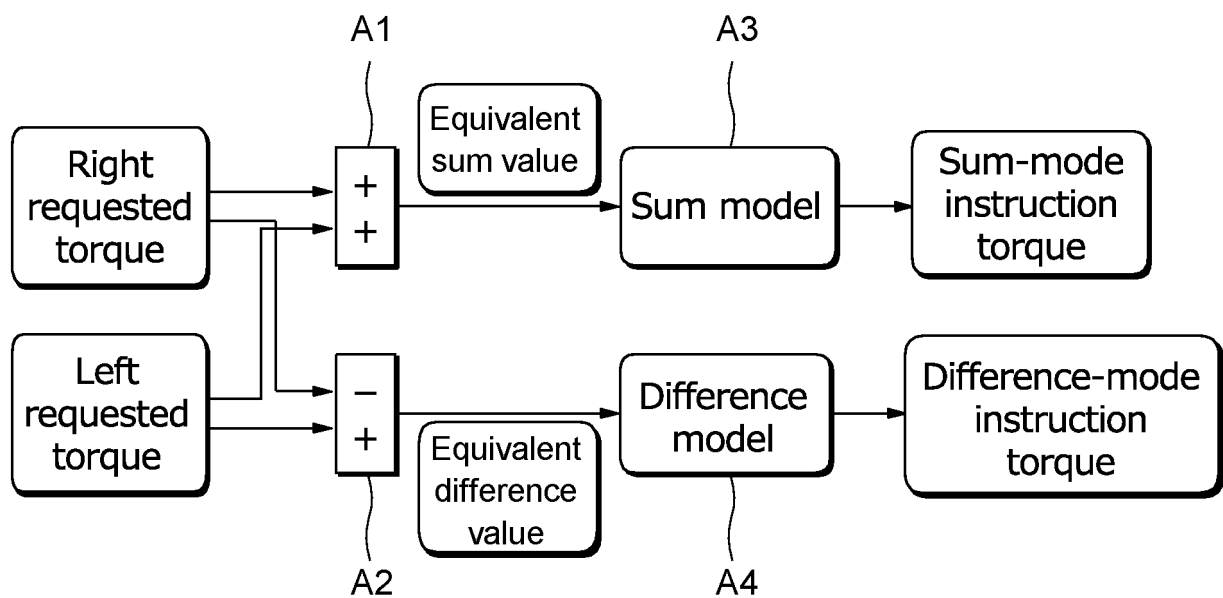 A1
A3
Right
requested
torque
+
+
Equivalent
sum value
Sum model
Sum-mode
instruction
torque
Left
requested
torque
−
+
Equivalent
difference
value
Difference
model
Difference-mode
instruction
torque
A2
A4